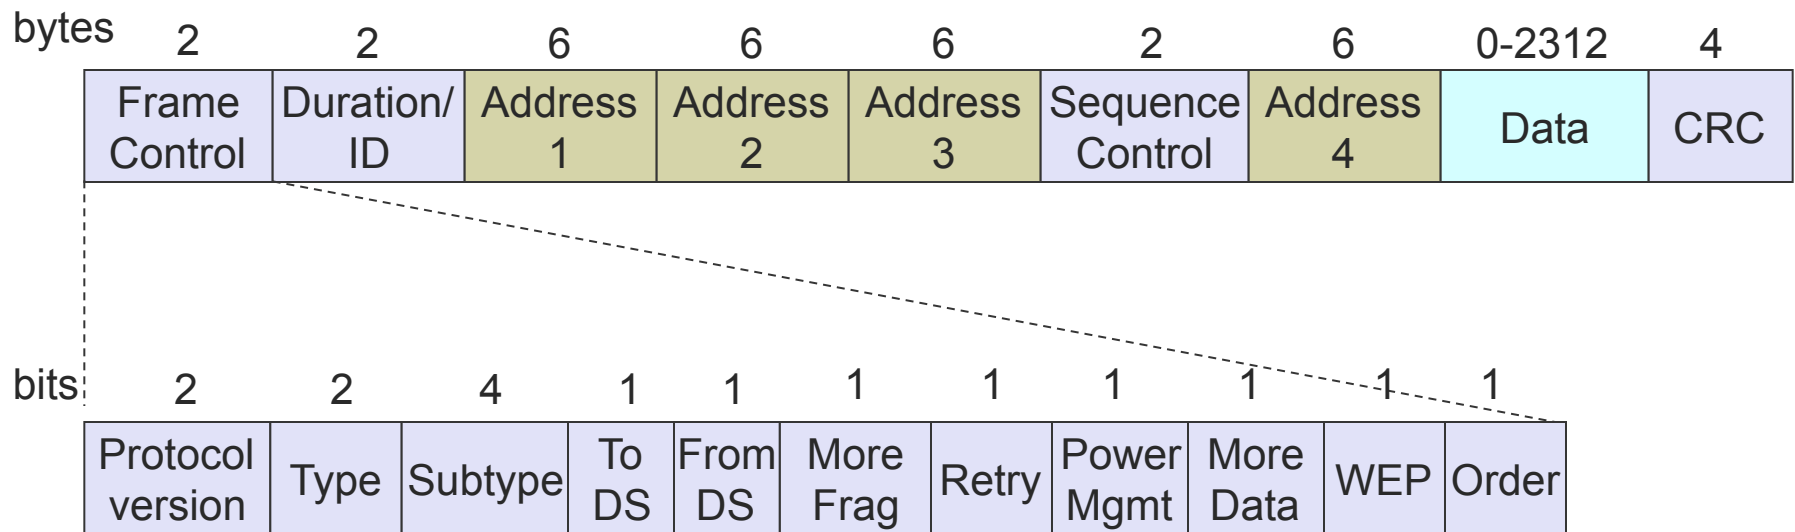 bytes 2 2 6 6 6 2 6 0-2312 4
Frame Duration/ Address Address Address Sequence Address Data CRC
Control ID 1 2 3 Control 4
bits 2 2 4 1 1 1 1 1 1 1 1
Protocol Type Subtype To From More Retry Power More WEP Order
version DS DS Frag Mgmt Data